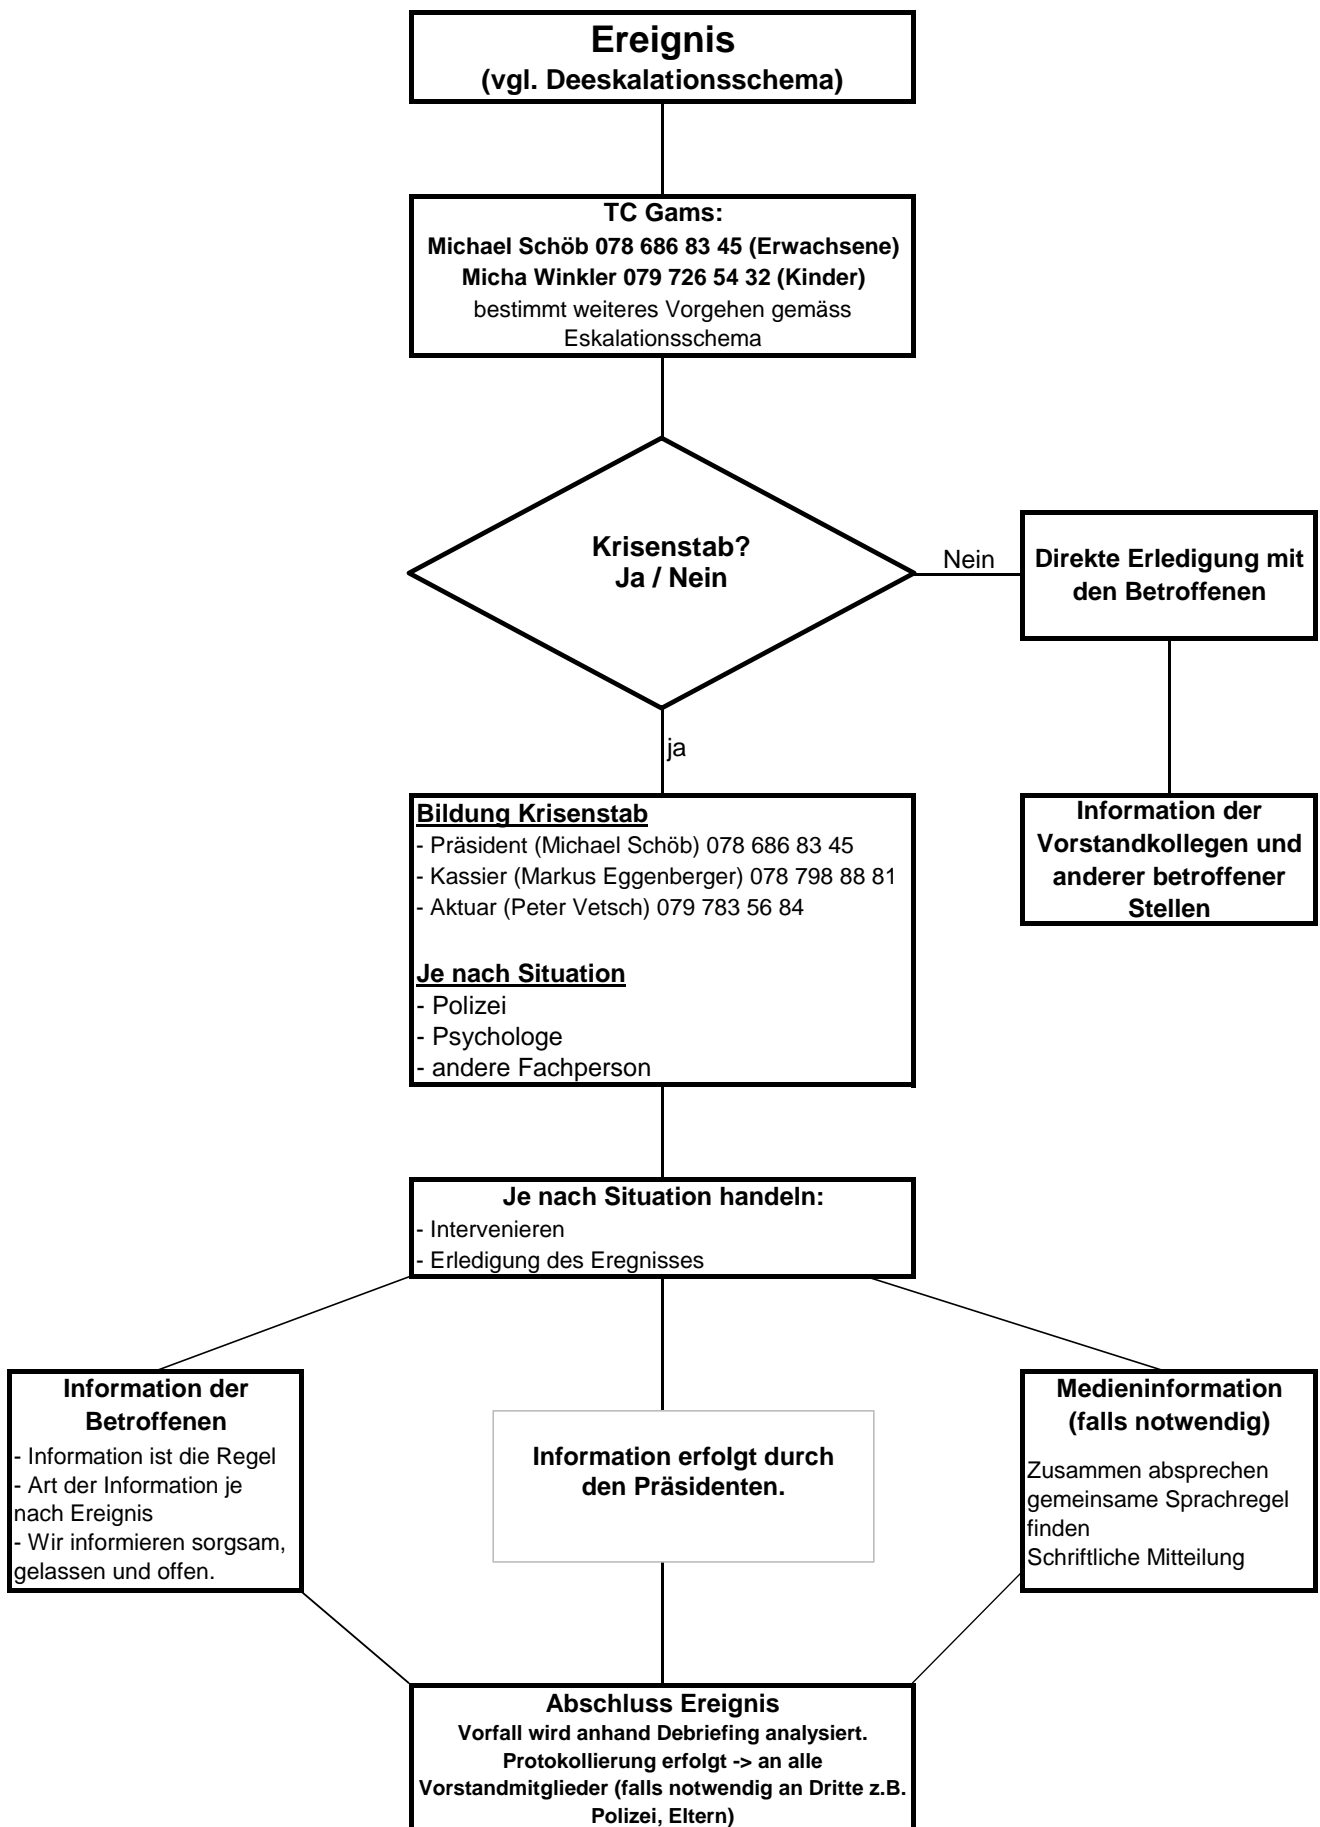 Ereignis
(vgl. Deeskalationsschema)
TC Gams:
Michael Schöb 078 686 83 45 (Erwachsene)
Micha Winkler 079 726 54 32 (Kinder)
bestimmt weiteres Vorgehen gemäss
Eskalationsschema
Krisenstab?
Ja / Nein
Nein
Direkte Erledigung mit
den Betroffenen
ja
Information der
Vorstandkollegen und
anderer betroffener
Stellen
Bildung Krisenstab
- Präsident (Michael Schöb) 078 686 83 45
- Kassier (Markus Eggenberger) 078 798 88 81
- Aktuar (Peter Vetsch) 079 783 56 84
Je nach Situation
- Polizei
- Psychologe
- andere Fachperson
Je nach Situation handeln:
- Intervenieren
- Erledigung des Eregnisses
Information der
Betroffenen
- Information ist die Regel
- Art der Information je
nach Ereignis
- Wir informieren sorgsam,
gelassen und offen.
Information erfolgt durch
den Präsidenten.
Medieninformation
(falls notwendig)
Zusammen absprechen
gemeinsame Sprachregel
finden
Schriftliche Mitteilung
Abschluss Ereignis
Vorfall wird anhand Debriefing analysiert.
Protokollierung erfolgt -> an alle
Vorstandmitglieder (falls notwendig an Dritte z.B.
Polizei, Eltern)